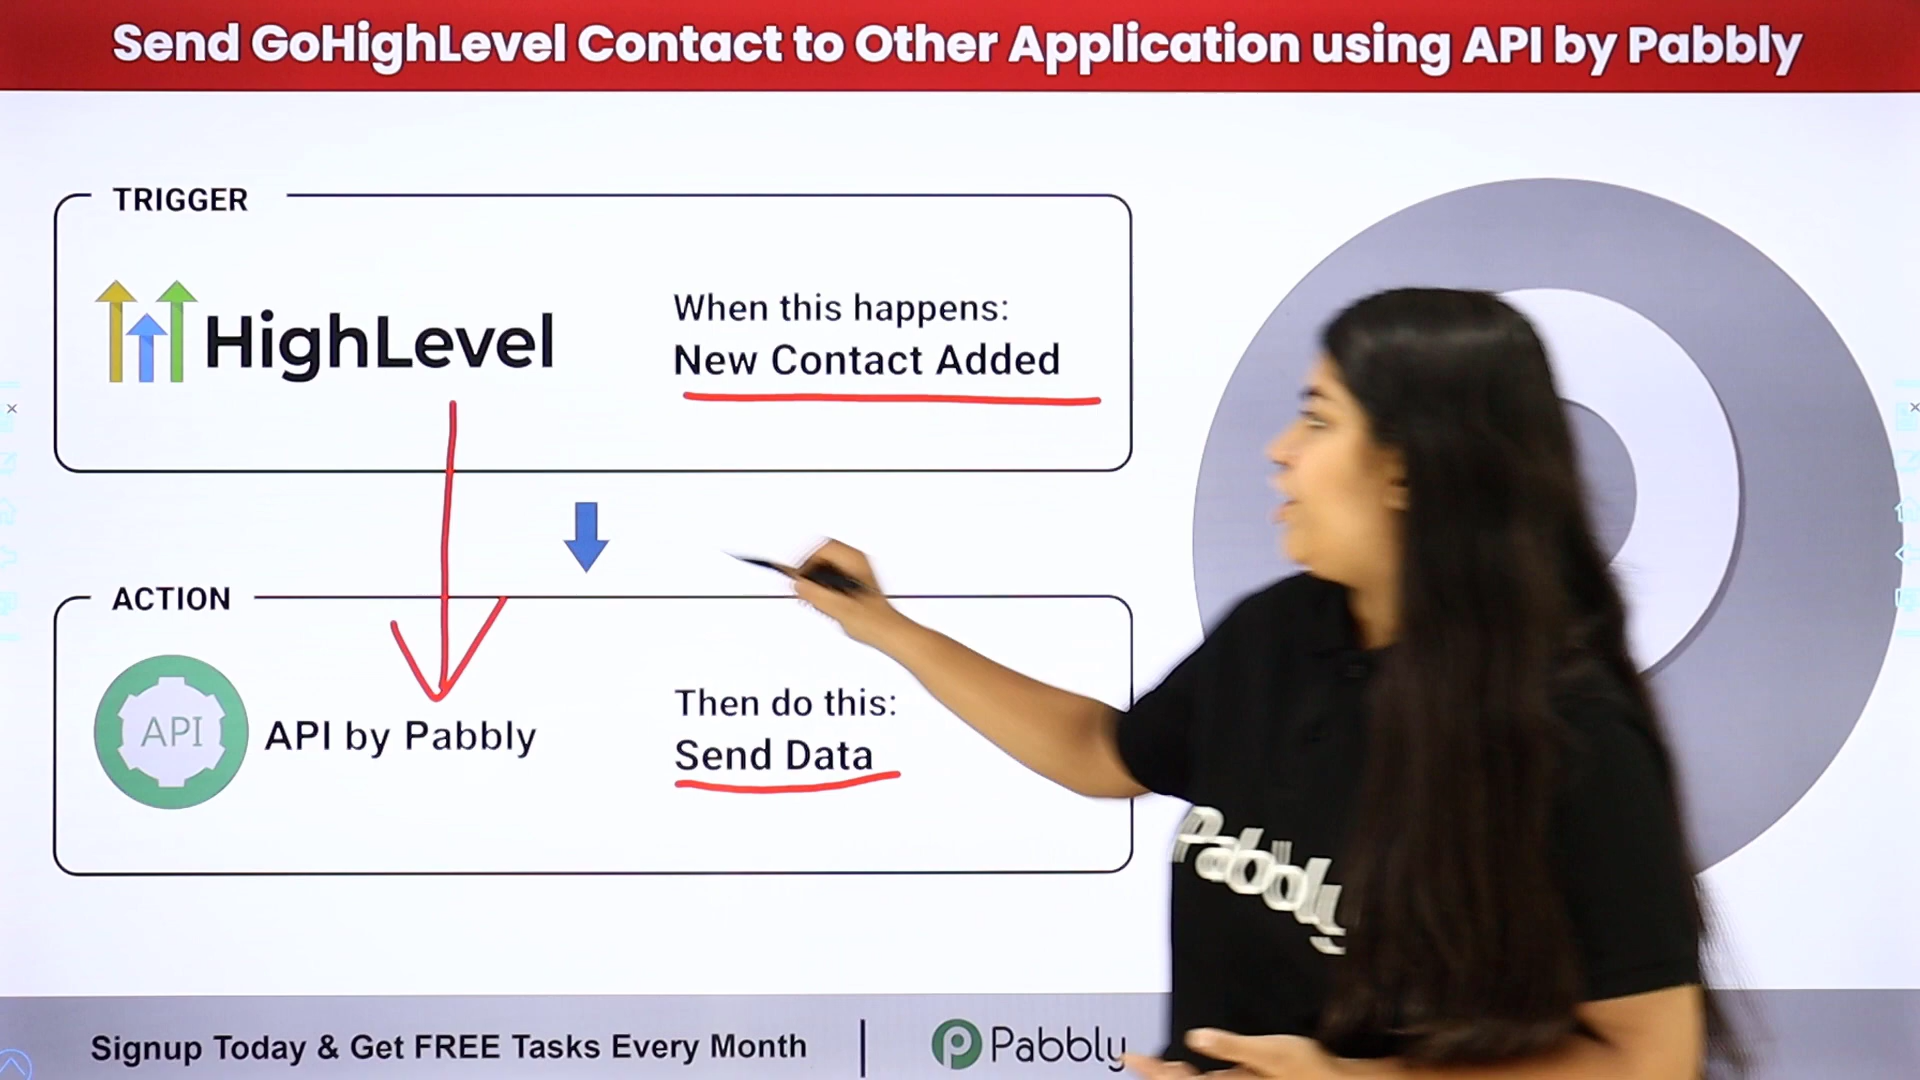 Send GoHighLevel Contact to Other Application using API by Pabbly
TRIGGER
HighLevel
When this happens:
New Contact Added
ACTION
API
API by Pabbly
Then do this:
Send Data
Pabbly
Signup Today & Get FREE Tasks Every Month
Pabbly